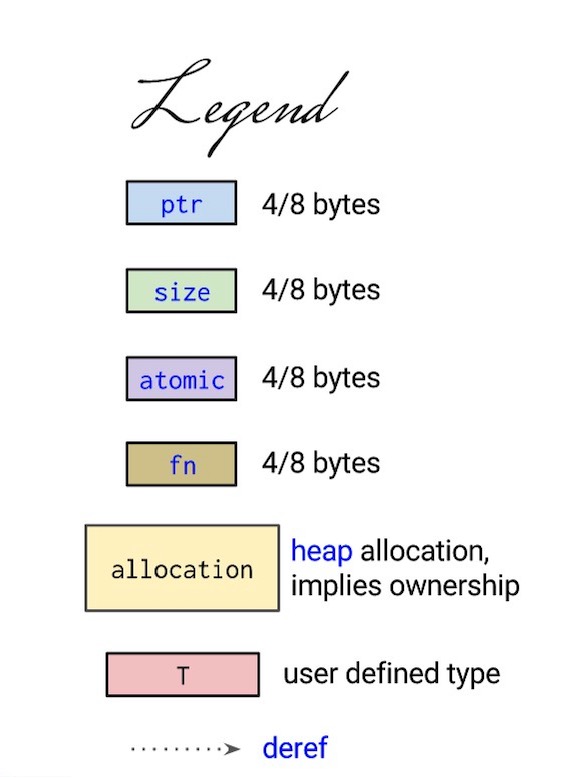 Legend
ptr 4/8 bytes
size 4/8 bytes
atomic 4/8 bytes
fn 4/8 bytes
allocation
heap allocation,
implies ownership
T user defined type
deref